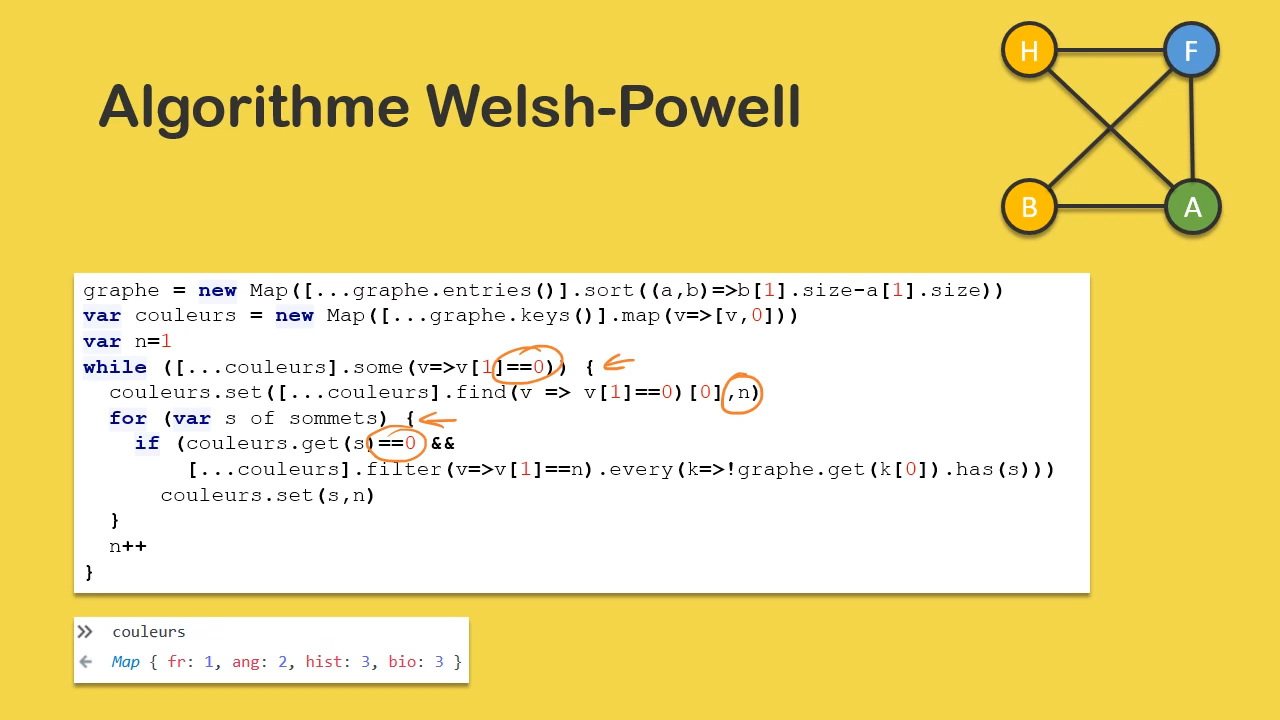 Algorithme Welsh-Powell
H
F
B
A
graphe = new Map([...graphe.entries()].sort((a,b)=>b[1].size-a[1].size))
var couleurs = new Map([...graphe.keys()].map(v=>[v,0]))
var n=1
while ([...couleurs].some(v=>v[1]==0)) {
couleurs.set([...couleurs].find(v => v[1]==0)[0],n)
for (var s of sommets) {
if (couleurs.get(s)==0 &&
[...couleurs].filter(v=>v[1]==n).every(k=>!graphe.get(k[0]).has(s)))
couleurs.set(s,n)
}
n++
}
couleurs
Map { fr: 1, ang: 2, hist: 3, bio: 3 }